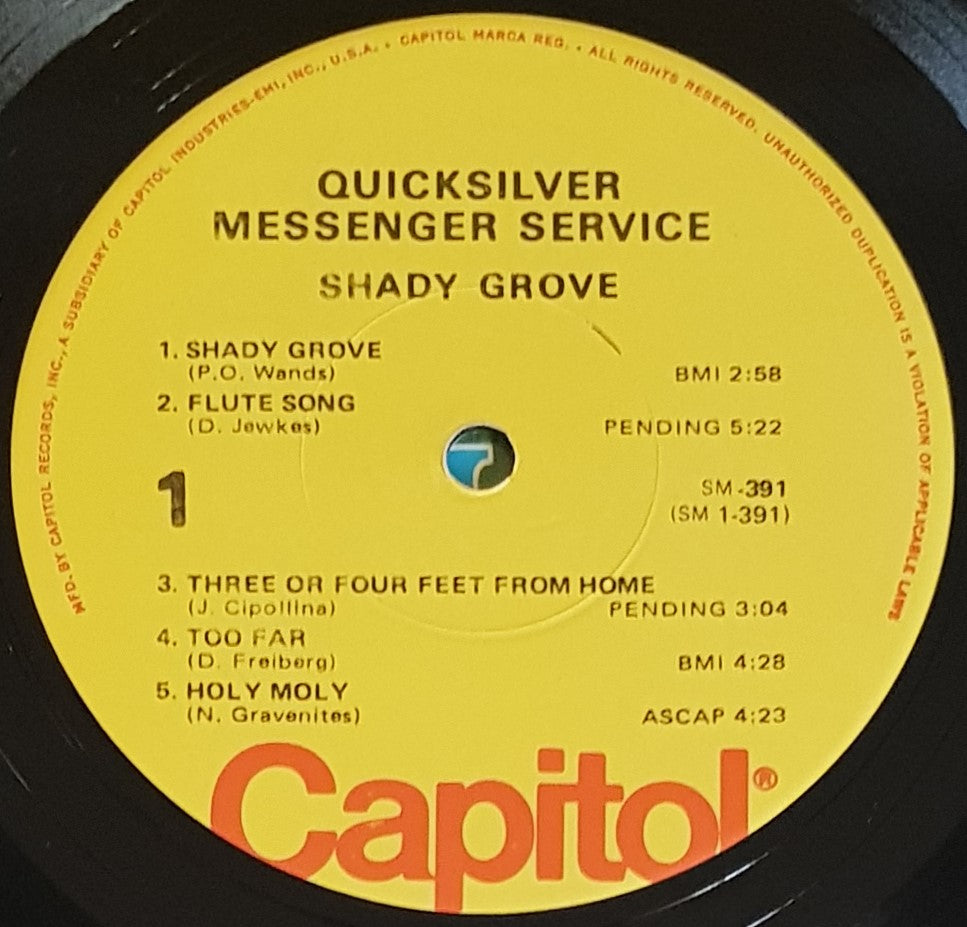 MFD. BY CAPITOL RECORDS, INC., A SUBSIDIARY OF CAPITOL INDUSTRIES-EMI, INC., U.S.A. • CAPITOL MARCA REG. • ALL RIGHTS RESERVED. UNAUTHORIZED DUPLICATION IS A VIOLATION OF APPLICABLE LAWS
QUICKSILVER
MESSENGER SERVICE
SHADY GROVE
1. SHADY GROVE
(P.O. Wands) BMI 2:58
2. FLUTE SONG
(D. Jewkes) PENDING 5:22
1 SM-391
(SM 1-391)
3. THREE OR FOUR FEET FROM HOME
(J. Cipollina) PENDING 3:04
4. TOO FAR
(D. Freiberg) BMI 4:28
5. HOLY MOLY
(N. Gravenites) ASCAP 4:23
Capitol®